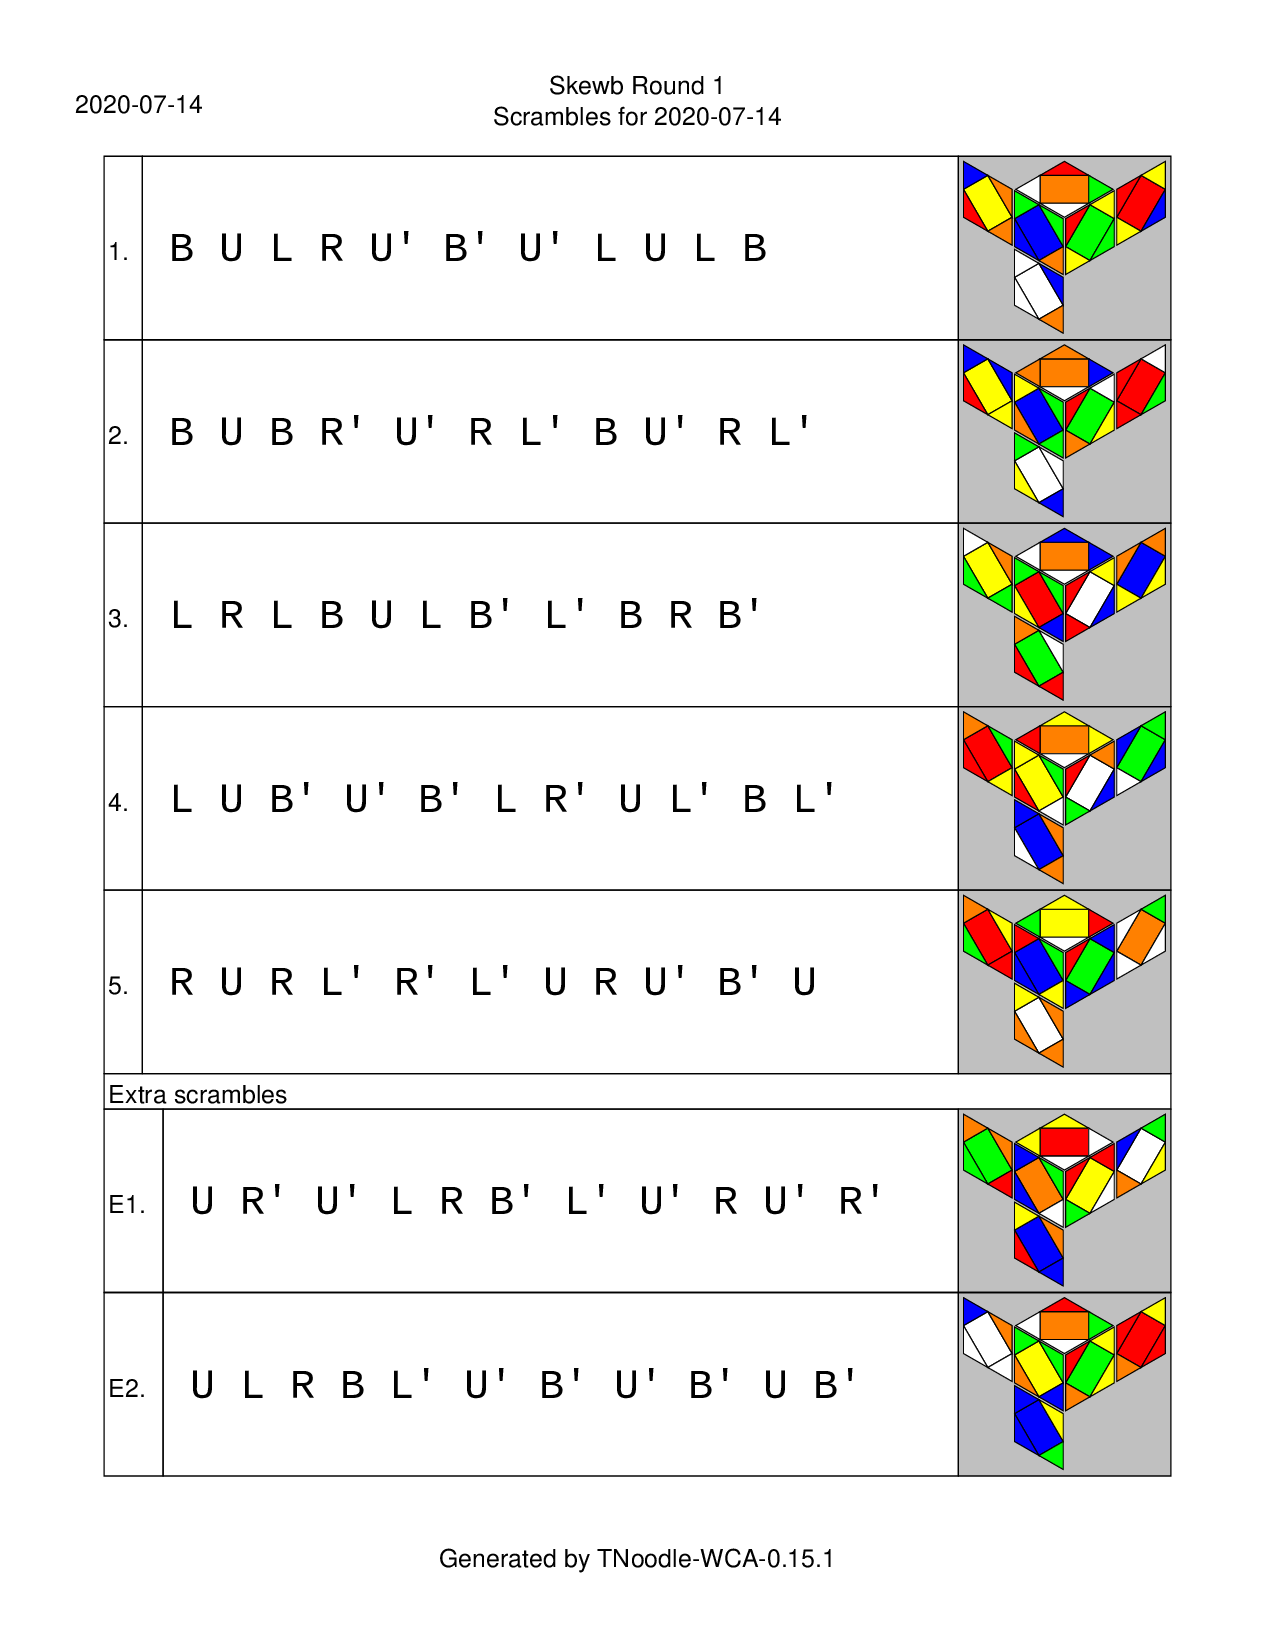 Skewb Round 1
2020-07-14
Scrambles for 2020-07-14
1. B U L R U' B' U' L U L B
2. B U B R' U' R L' B U' R L'
3. L R L B U L B' L' B R B'
4. L U B' U' B' L R' U L' B L'
5. R U R L' R' L' U R U' B' U
Extra scrambles
E1. U R' U' L R B' L' U' R U' R'
E2. U L R B L' U' B' U' B' U B'
Generated by TNoodle-WCA-0.15.1